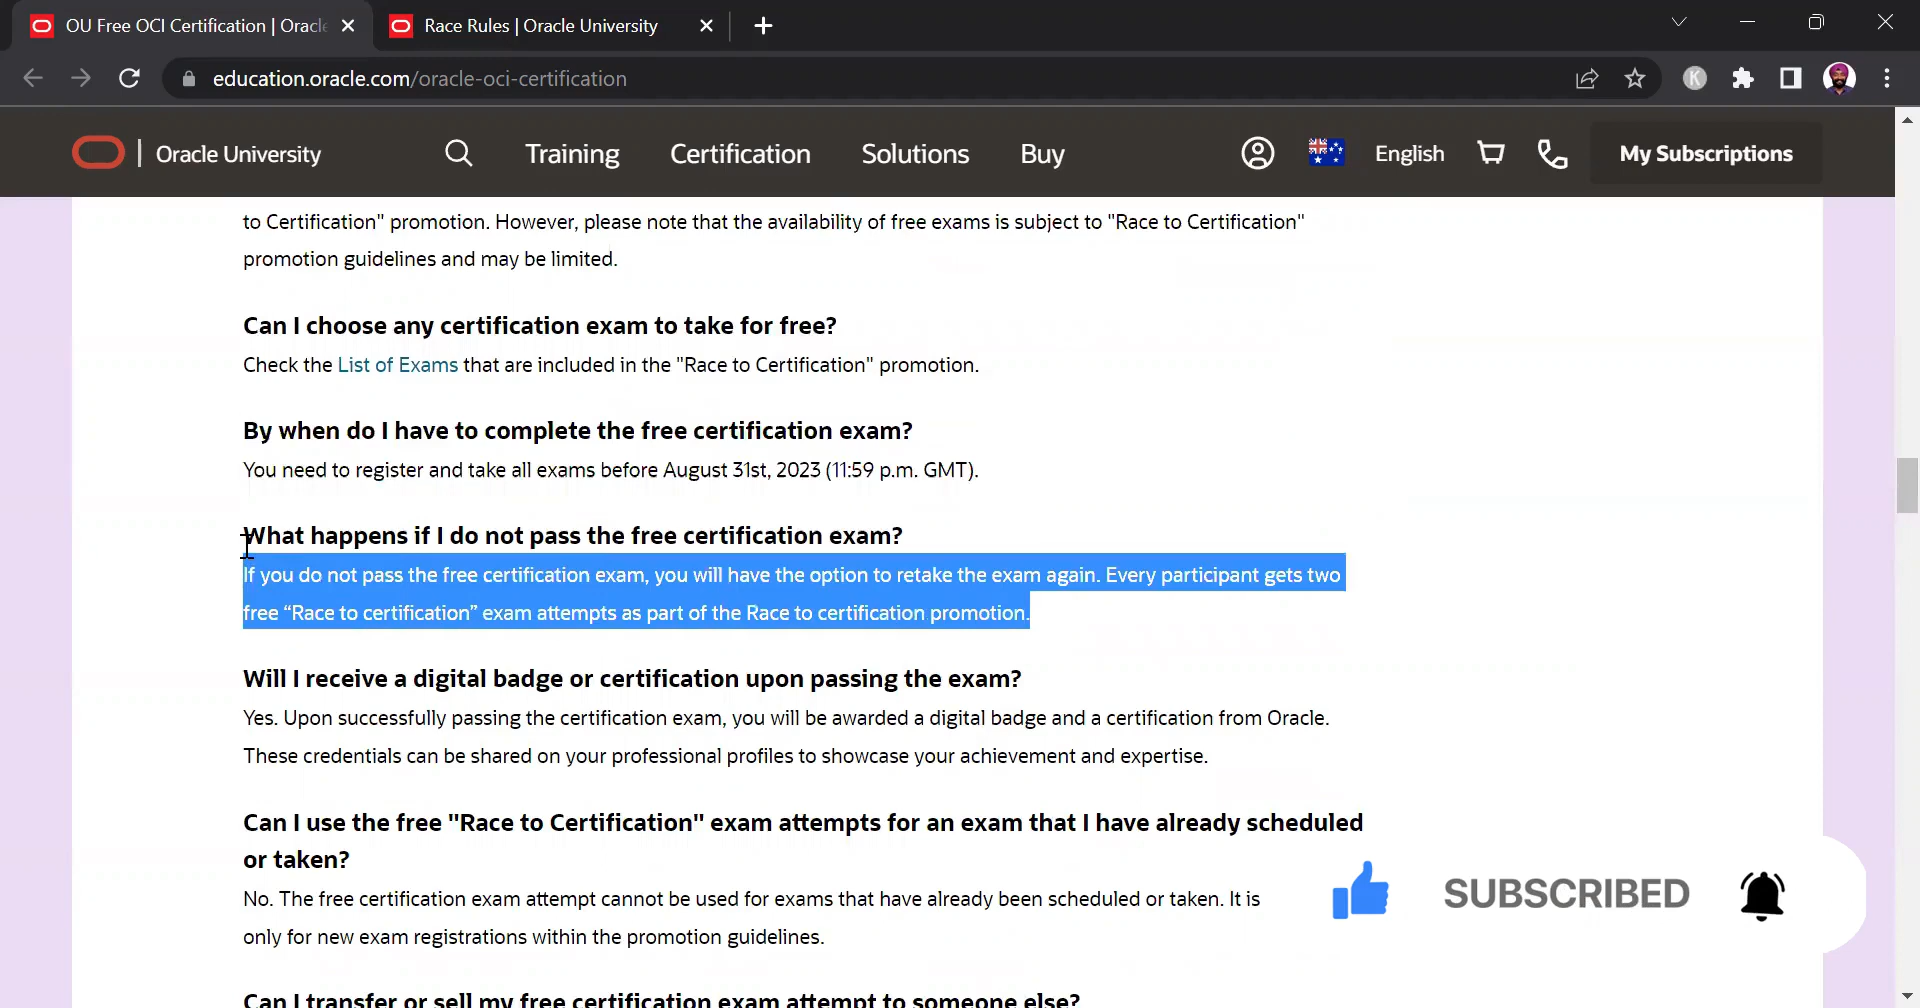 OU Free OCI Certification | Oracle
Race Rules | Oracle University
education.oracle.com/oracle-oci-certification
K
Oracle University
Training
Certification
Solutions
Buy
English
My Subscriptions
to Certification" promotion. However, please note that the availability of free exams is subject to "Race to Certification"
promotion guidelines and may be limited.
Can I choose any certification exam to take for free?
Check the List of Exams that are included in the "Race to Certification" promotion.
By when do I have to complete the free certification exam?
You need to register and take all exams before August 31st, 2023 (11:59 p.m. GMT).
What happens if I do not pass the free certification exam?
If you do not pass the free certification exam, you will have the option to retake the exam again. Every participant gets two
free “Race to certification” exam attempts as part of the Race to certification promotion.
Will I receive a digital badge or certification upon passing the exam?
Yes. Upon successfully passing the certification exam, you will be awarded a digital badge and a certification from Oracle.
These credentials can be shared on your professional profiles to showcase your achievement and expertise.
Can I use the free "Race to Certification" exam attempts for an exam that I have already scheduled
or taken?
No. The free certification exam attempt cannot be used for exams that have already been scheduled or taken. It is
only for new exam registrations within the promotion guidelines.
SUBSCRIBED
Can I transfer or sell my free certification exam attempt to someone else?